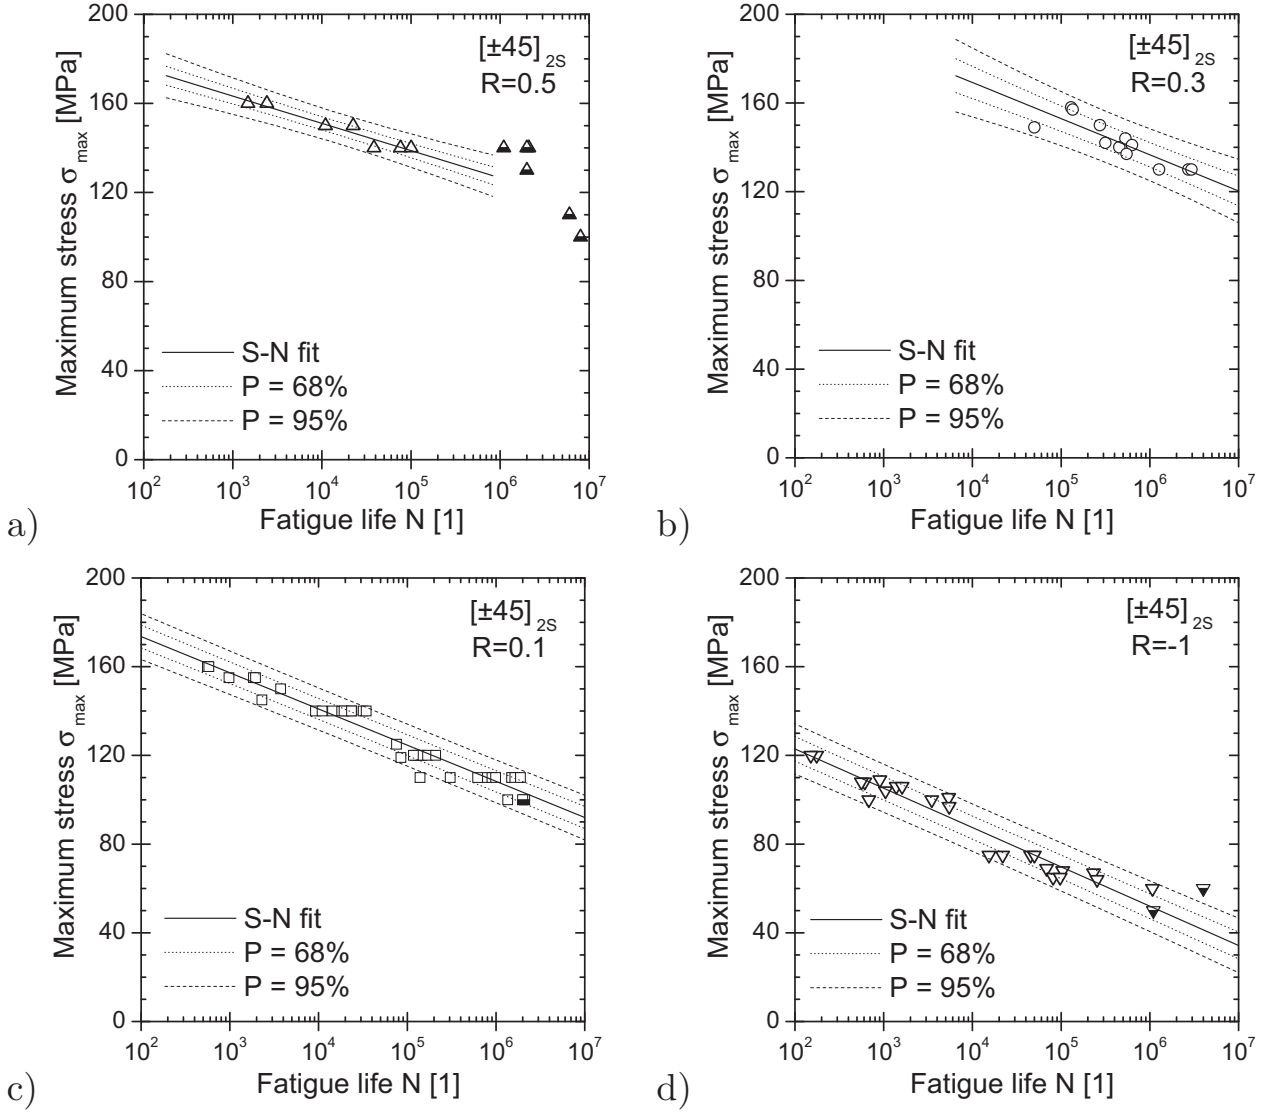 200
160
120
80
40
0
Maximum stress σmax [MPa]
[±45]2S
R=0.5
S-N fit
P = 68%
P = 95%
10² 10³ 10⁴ 10⁵ 10⁶ 10⁷
Fatigue life N [1]
a)
200
160
120
80
40
0
Maximum stress σmax [MPa]
[±45]2S
R=0.3
S-N fit
P = 68%
P = 95%
10² 10³ 10⁴ 10⁵ 10⁶ 10⁷
Fatigue life N [1]
b)
200
160
120
80
40
0
Maximum stress σmax [MPa]
[±45]2S
R=0.1
S-N fit
P = 68%
P = 95%
10² 10³ 10⁴ 10⁵ 10⁶ 10⁷
Fatigue life N [1]
c)
200
160
120
80
40
0
Maximum stress σmax [MPa]
[±45]2S
R=-1
S-N fit
P = 68%
P = 95%
10² 10³ 10⁴ 10⁵ 10⁶ 10⁷
Fatigue life N [1]
d)